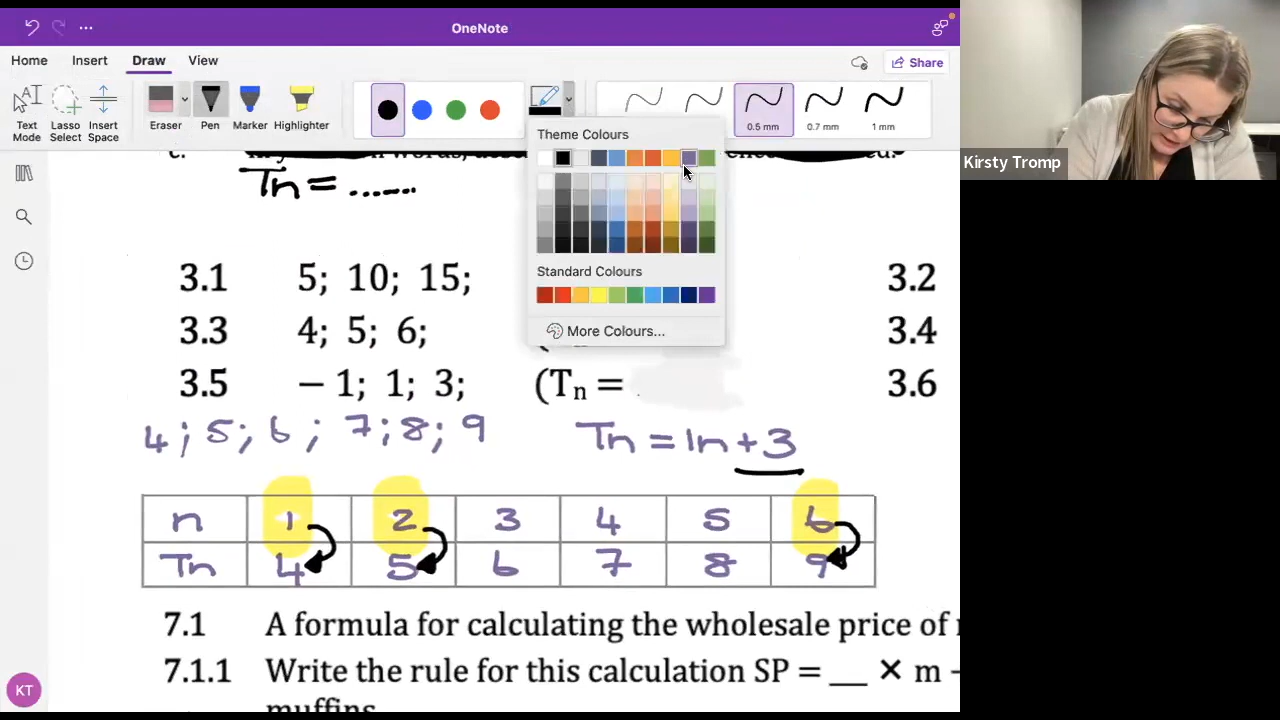 OneNote
Home Insert Draw View
Share
Text Mode Lasso Select Insert Space Eraser Pen Marker Highlighter 0.5 mm 0.7 mm 1 mm
Theme Colours
Tn = .......
Standard Colours
More Colours...
3.1 5; 10; 15; 3.2
3.3 4; 5; 6; 3.4
3.5 – 1; 1; 3; (Tn = 3.6
4; 5; 6; 7; 8; 9 Tn = 1n + 3
n 1 2 3 4 5 6
Tn 4 5 6 7 8 9
7.1 A formula for calculating the wholesale price of
7.1.1 Write the rule for this calculation SP = __ × m
muffins
KT
Kirsty Tromp